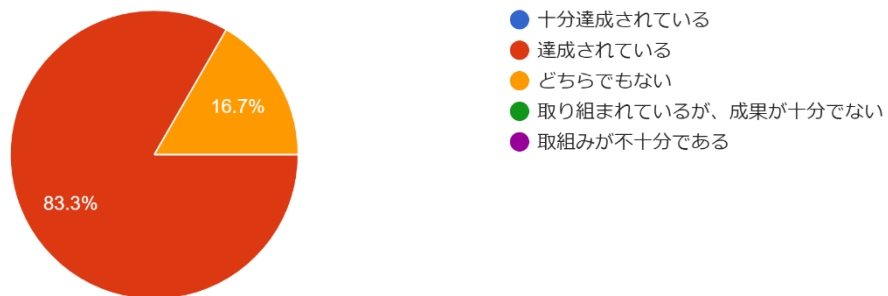 十分達成されている
達成されている
どちらでもない
取り組まれているが、成果が十分でない
取組みが不十分である
16.7%
83.3%